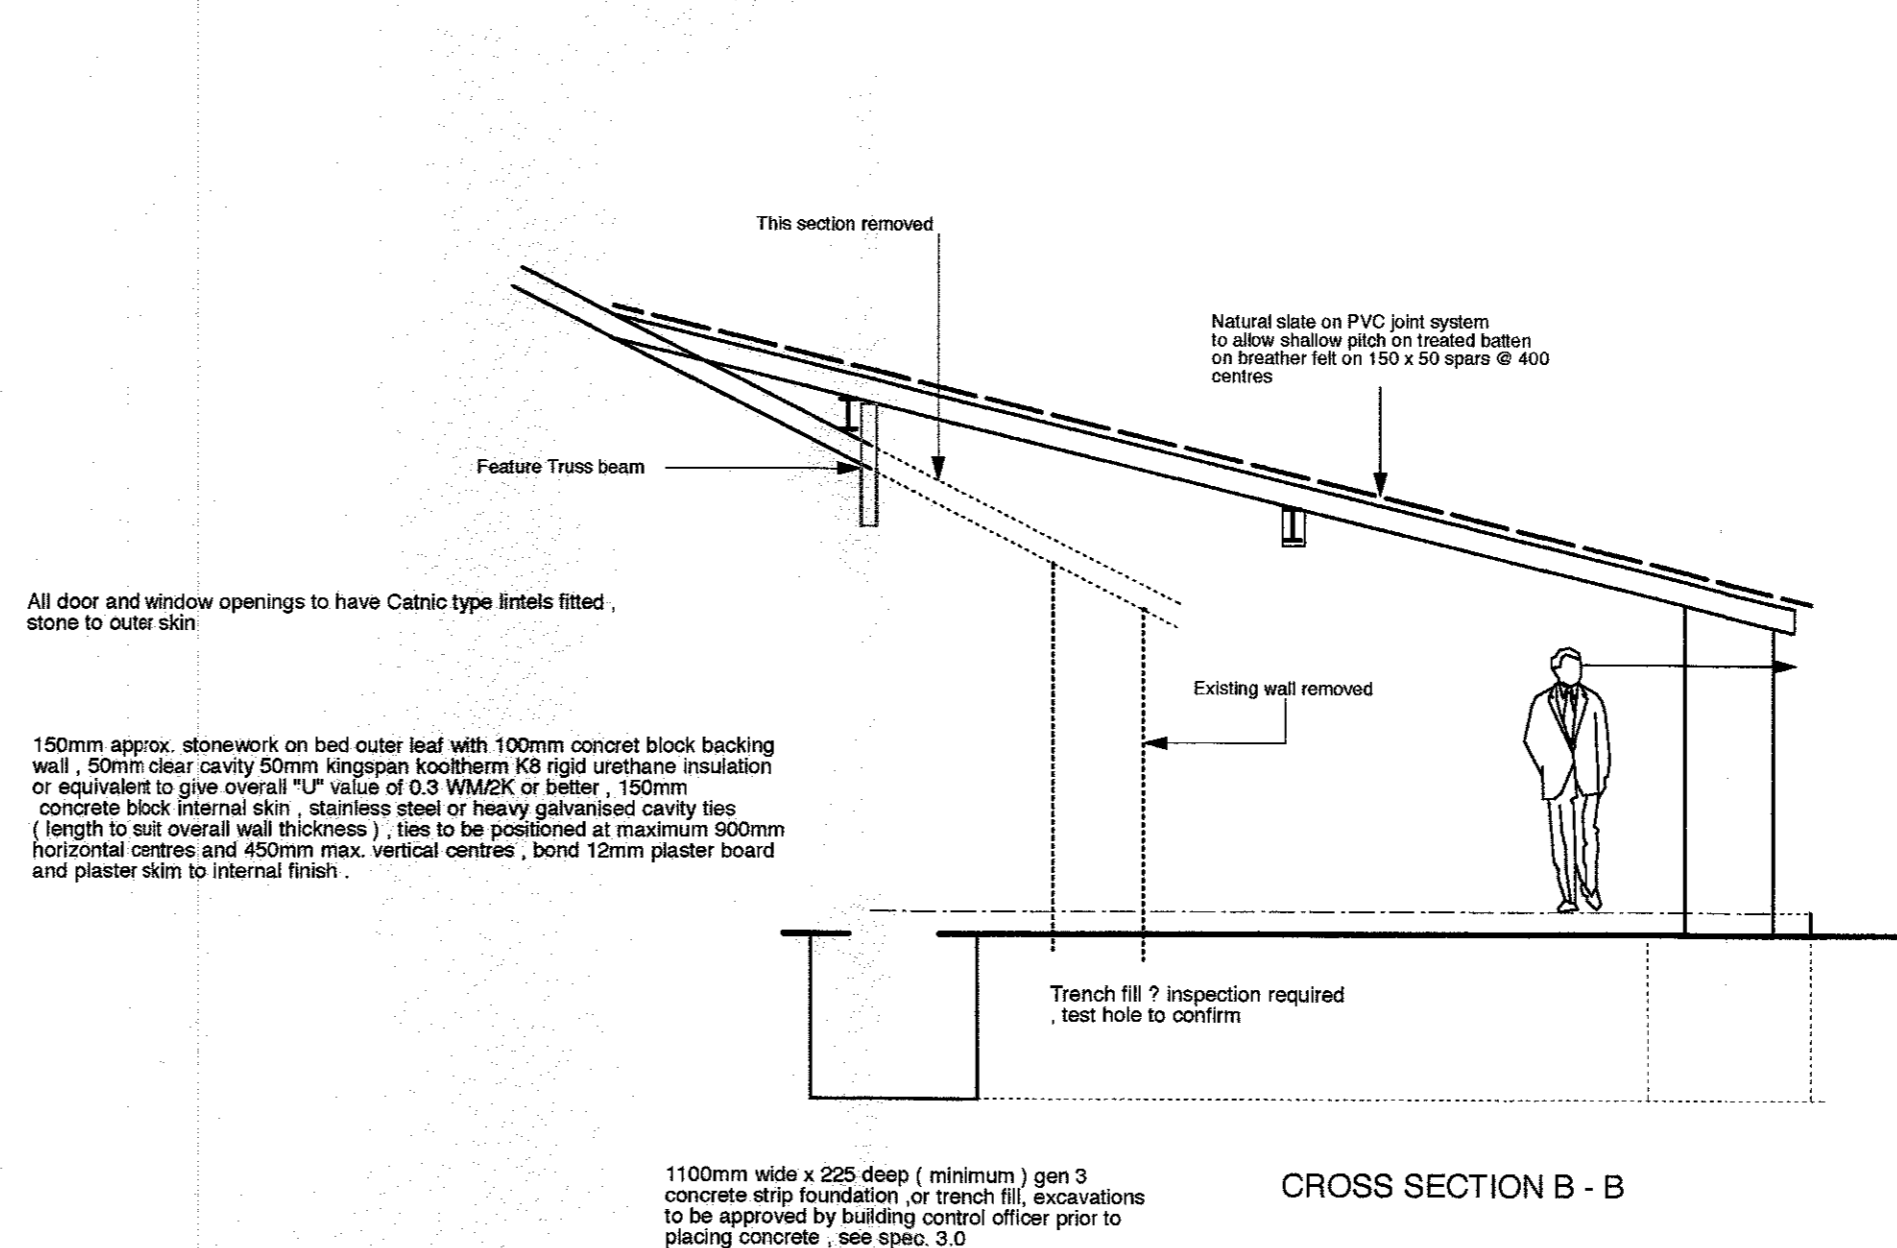 This section removed
Natural slate on PVC joint system
to allow shallow pitch on treated batten
on breather felt on 150 x 50 spars @ 400
centres
Feature Truss beam
All door and window openings to have Catnic type lintels fitted ,
stone to outer skin
Existing wall removed
150mm approx. stonework on bed outer leaf with 100mm concret block backing
wall , 50mm clear cavity 50mm kingspan kooltherm K8 rigid urethane insulation
or equivalent to give overall "U" value of 0.3 WM/2K or better , 150mm
concrete block internal skin , stainless steel or heavy galvanised cavity ties
( length to suit overall wall thickness ) , ties to be positioned at maximum 900mm
horizontal centres and 450mm max. vertical centres , bond 12mm plaster board
and plaster skim to internal finish .
Trench fill ? inspection required
, test hole to confirm
1100mm wide x 225 deep ( minimum ) gen 3
concrete strip foundation ,or trench fill, excavations
to be approved by building control officer prior to
placing concrete , see spec. 3.0
CROSS SECTION B - B